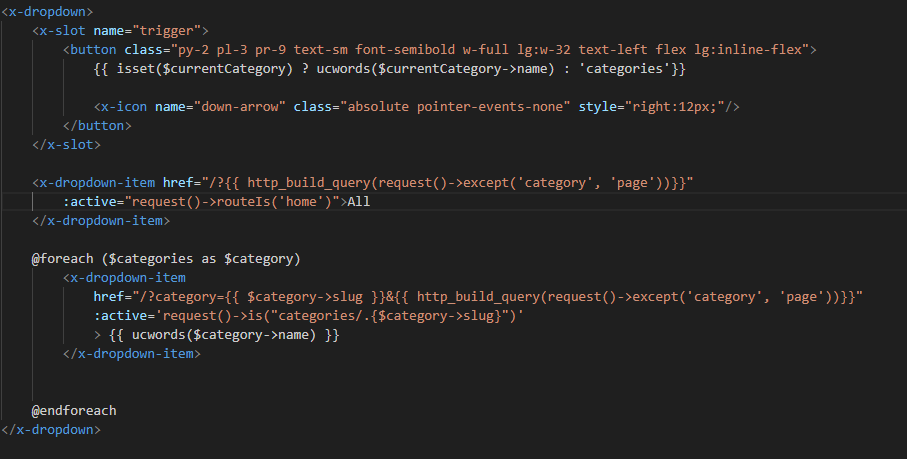 <x-dropdown>
<x-slot name="trigger">
<button class="py-2 pl-3 pr-9 text-sm font-semibold w-full lg:w-32 text-left flex lg:inline-flex">
{{ isset($currentCategory) ? ucwords($currentCategory->name) : 'categories'}}
<x-icon name="down-arrow" class="absolute pointer-events-none" style="right:12px;"/>
</button>
</x-slot>
<x-dropdown-item href="/?{{ http_build_query(request()->except('category', 'page'))}}"
:active="request()->routeIs('home')">All
</x-dropdown-item>
@foreach ($categories as $category)
<x-dropdown-item
href="/?category={{ $category->slug }}&{{ http_build_query(request()->except('category', 'page'))}}"
:active='request()->is("categories/.{$category->slug}")'
> {{ ucwords($category->name) }}
</x-dropdown-item>
@endforeach
</x-dropdown>